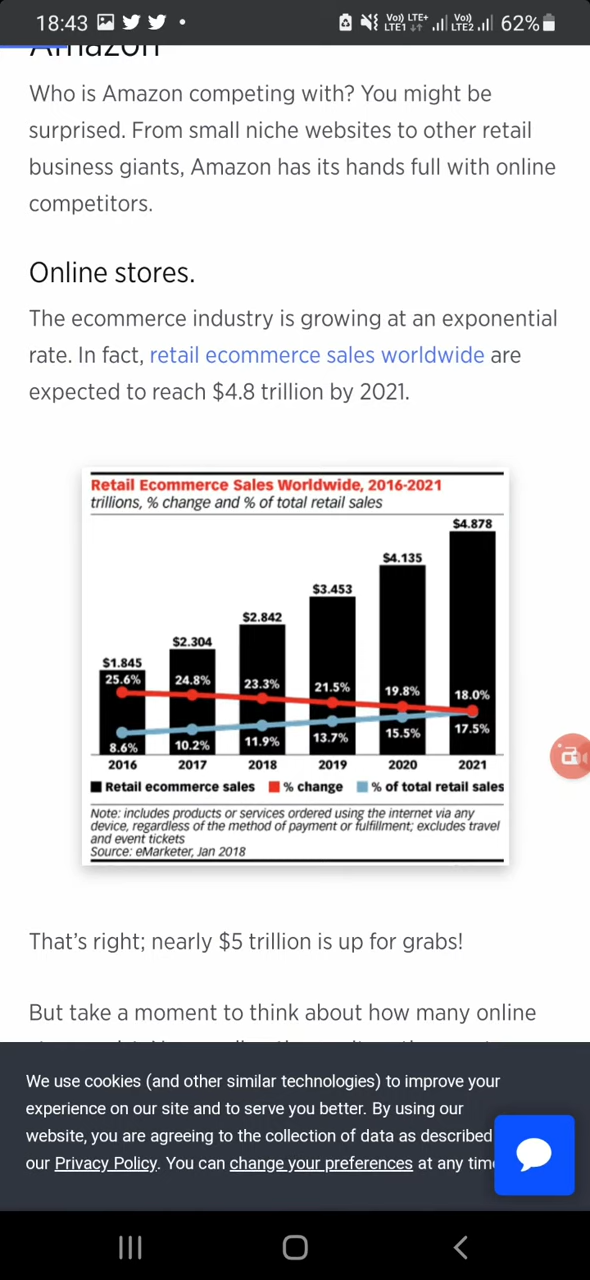 18:43
Vo)) LTE+ Vo))
LTE1 LTE2 62%
Amazon
Who is Amazon competing with? You might be
surprised. From small niche websites to other retail
business giants, Amazon has its hands full with online
competitors.
Online stores.
The ecommerce industry is growing at an exponential
rate. In fact, retail ecommerce sales worldwide are
expected to reach $4.8 trillion by 2021.
Retail Ecommerce Sales Worldwide, 2016-2021
trillions, % change and % of total retail sales
$4.878
$4.135
$3.453
$2.842
$2.304
$1.845
25.6% 24.8% 23.3% 21.5% 19.8% 18.0%
8.6% 10.2% 11.9% 13.7% 15.5% 17.5%
2016 2017 2018 2019 2020 2021
Retail ecommerce sales % change % of total retail sales
Note: includes products or services ordered using the internet via any
device, regardless of the method of payment or fulfillment; excludes travel
and event tickets
Source: eMarketer, Jan 2018
That's right; nearly $5 trillion is up for grabs!
But take a moment to think about how many online
We use cookies (and other similar technologies) to improve your
experience on our site and to serve you better. By using our
website, you are agreeing to the collection of data as described
our Privacy Policy. You can change your preferences at any tim